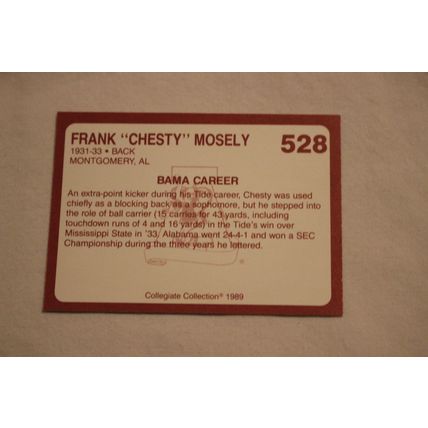 FRANK "CHESTY" MOSELY
528
1931-33 • BACK
MONTGOMERY, AL
BAMA CAREER
An extra-point kicker during his Tide career, Chesty was used
chiefly as a blocking back as a sophomore, but he stepped into
the role of ball carrier (15 carries for 43 yards, including
touchdown runs of 4 and 16 yards) in the Tide's win over
Mississippi State in '33. Alabama went 24-4-1 and won a SEC
Championship during the three years he lettered.
Collegiate Collection® 1989